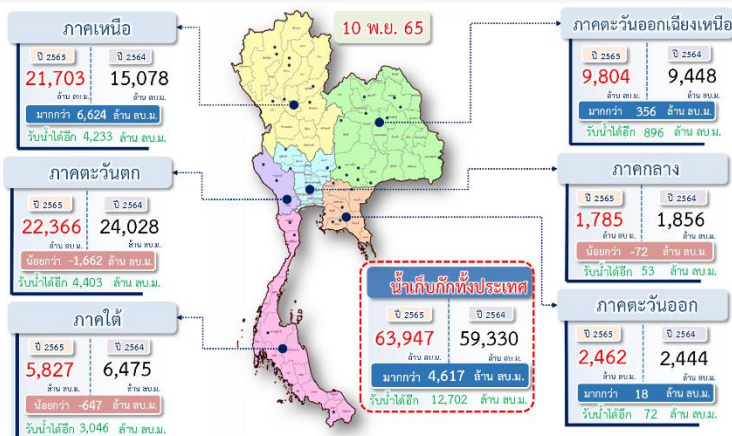 10 พ.ย. 65
ภาคเหนือ
ปี 2565 ปี 2564
21,703 15,078
ล้าน ลบ.ม. ล้าน ลบ.ม.
มากกว่า 6,624 ล้าน ลบ.ม.
รับน้ำได้อีก 4,233 ล้าน ลบ.ม.
ภาคตะวันตก
ปี 2565 ปี 2564
22,366 24,028
ล้าน ลบ.ม. ล้าน ลบ.ม.
น้อยกว่า -1,662 ล้าน ลบ.ม.
รับน้ำได้อีก 4,403 ล้าน ลบ.ม.
ภาคใต้
ปี 2565 ปี 2564
5,827 6,475
ล้าน ลบ.ม. ล้าน ลบ.ม.
น้อยกว่า -647 ล้าน ลบ.ม.
รับน้ำได้อีก 3,046 ล้าน ลบ.ม.
น้ำเก็บกักทั้งประเทศ
ปี 2565 ปี 2564
63,947 59,330
ล้าน ลบ.ม. ล้าน ลบ.ม.
มากกว่า 4,617 ล้าน ลบ.ม.
รับน้ำได้อีก 12,702 ล้าน ลบ.ม.
ภาคตะวันออกเฉียงเหนือ
ปี 2565 ปี 2564
9,804 9,448
ล้าน ลบ.ม. ล้าน ลบ.ม.
มากกว่า 356 ล้าน ลบ.ม.
รับน้ำได้อีก 896 ล้าน ลบ.ม.
ภาคกลาง
ปี 2565 ปี 2564
1,785 1,856
ล้าน ลบ.ม. ล้าน ลบ.ม.
น้อยกว่า -72 ล้าน ลบ.ม.
รับน้ำได้อีก 53 ล้าน ลบ.ม.
ภาคตะวันออก
ปี 2565 ปี 2564
2,462 2,444
ล้าน ลบ.ม. ล้าน ลบ.ม.
มากกว่า 18 ล้าน ลบ.ม.
รับน้ำได้อีก 72 ล้าน ลบ.ม.